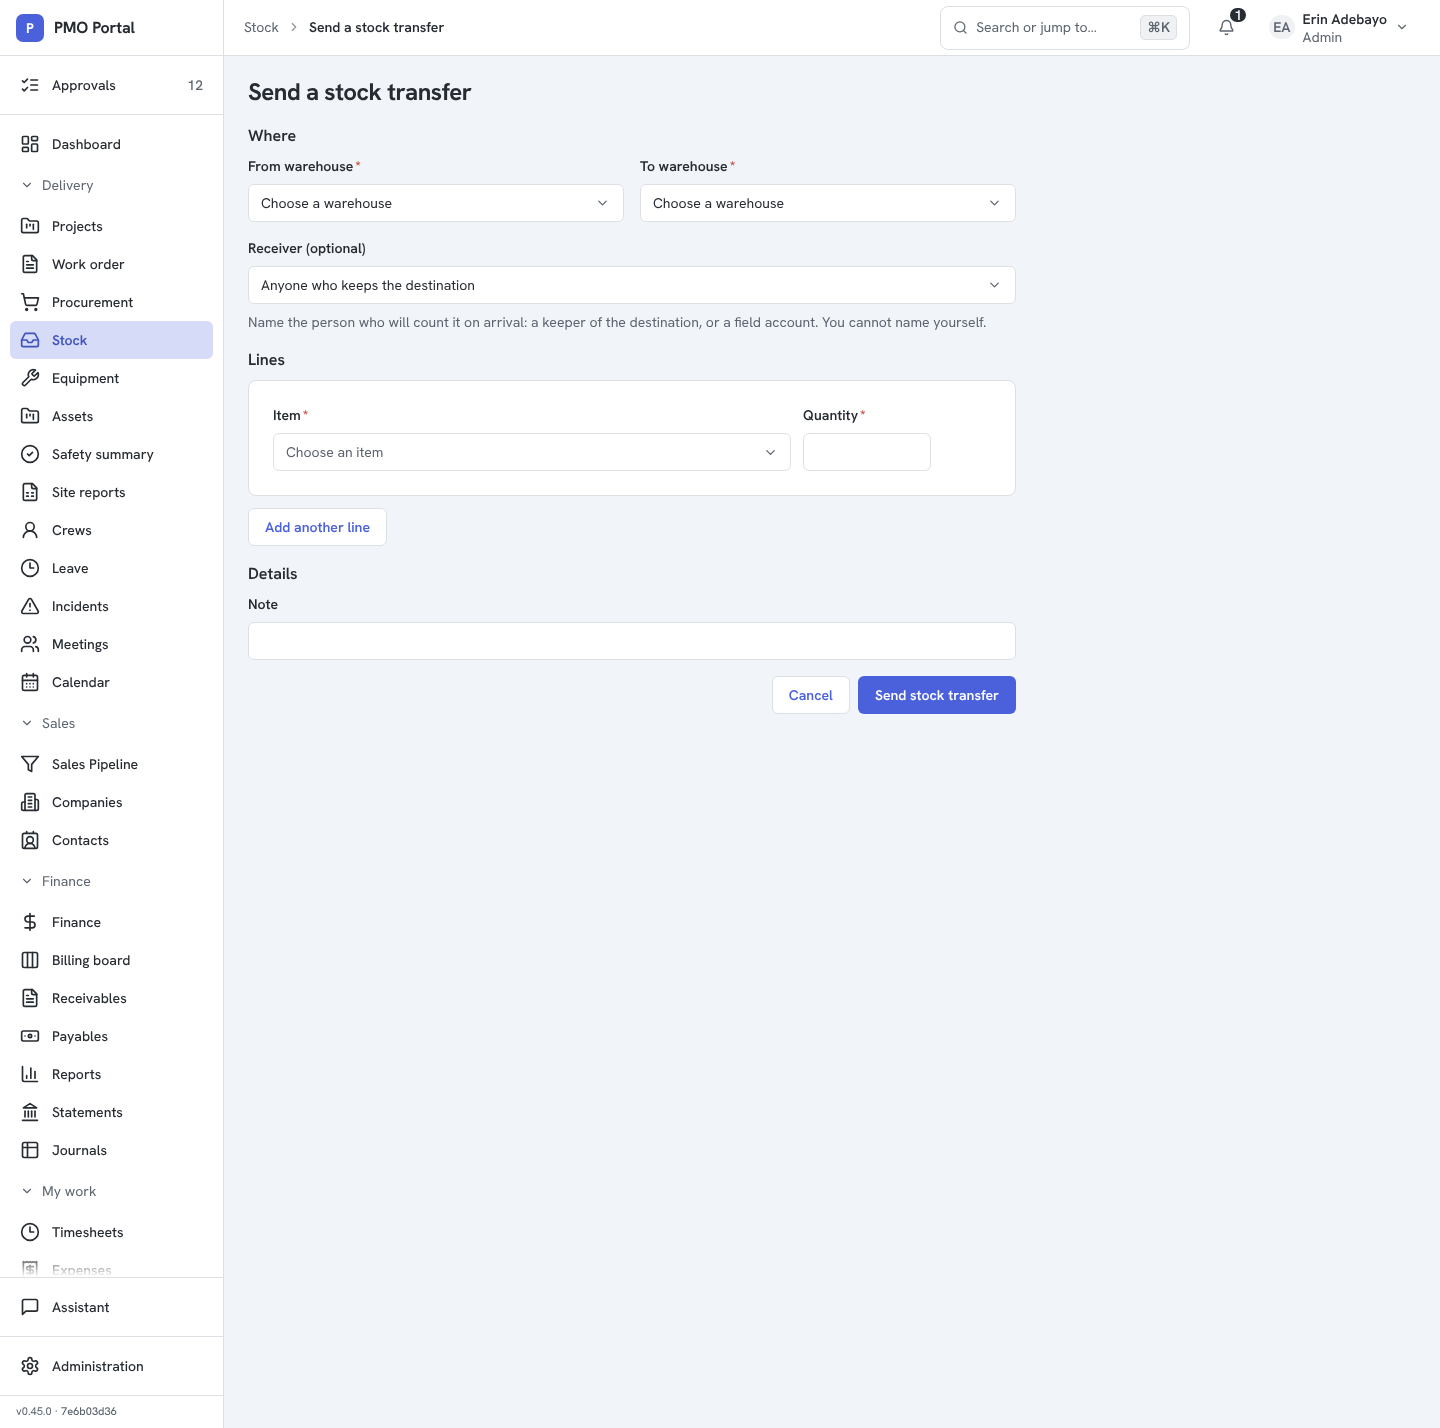 P PMO Portal
Stock > Send a stock transfer
Search or jump to... ⌘K
1
EA Erin Adebayo
Admin
Approvals 12
Dashboard
Delivery
Projects
Work order
Procurement
Stock
Equipment
Assets
Safety summary
Site reports
Crews
Leave
Incidents
Meetings
Calendar
Sales
Sales Pipeline
Companies
Contacts
Finance
Finance
Billing board
Receivables
Payables
Reports
Statements
Journals
My work
Timesheets
Expenses
Assistant
Administration
v0.45.0 · 7e6b03d36
Send a stock transfer
Where
From warehouse * To warehouse *
Choose a warehouse Choose a warehouse
Receiver (optional)
Anyone who keeps the destination
Name the person who will count it on arrival: a keeper of the destination, or a field account. You cannot name yourself.
Lines
Item * Quantity *
Choose an item
Add another line
Details
Note
Cancel Send stock transfer